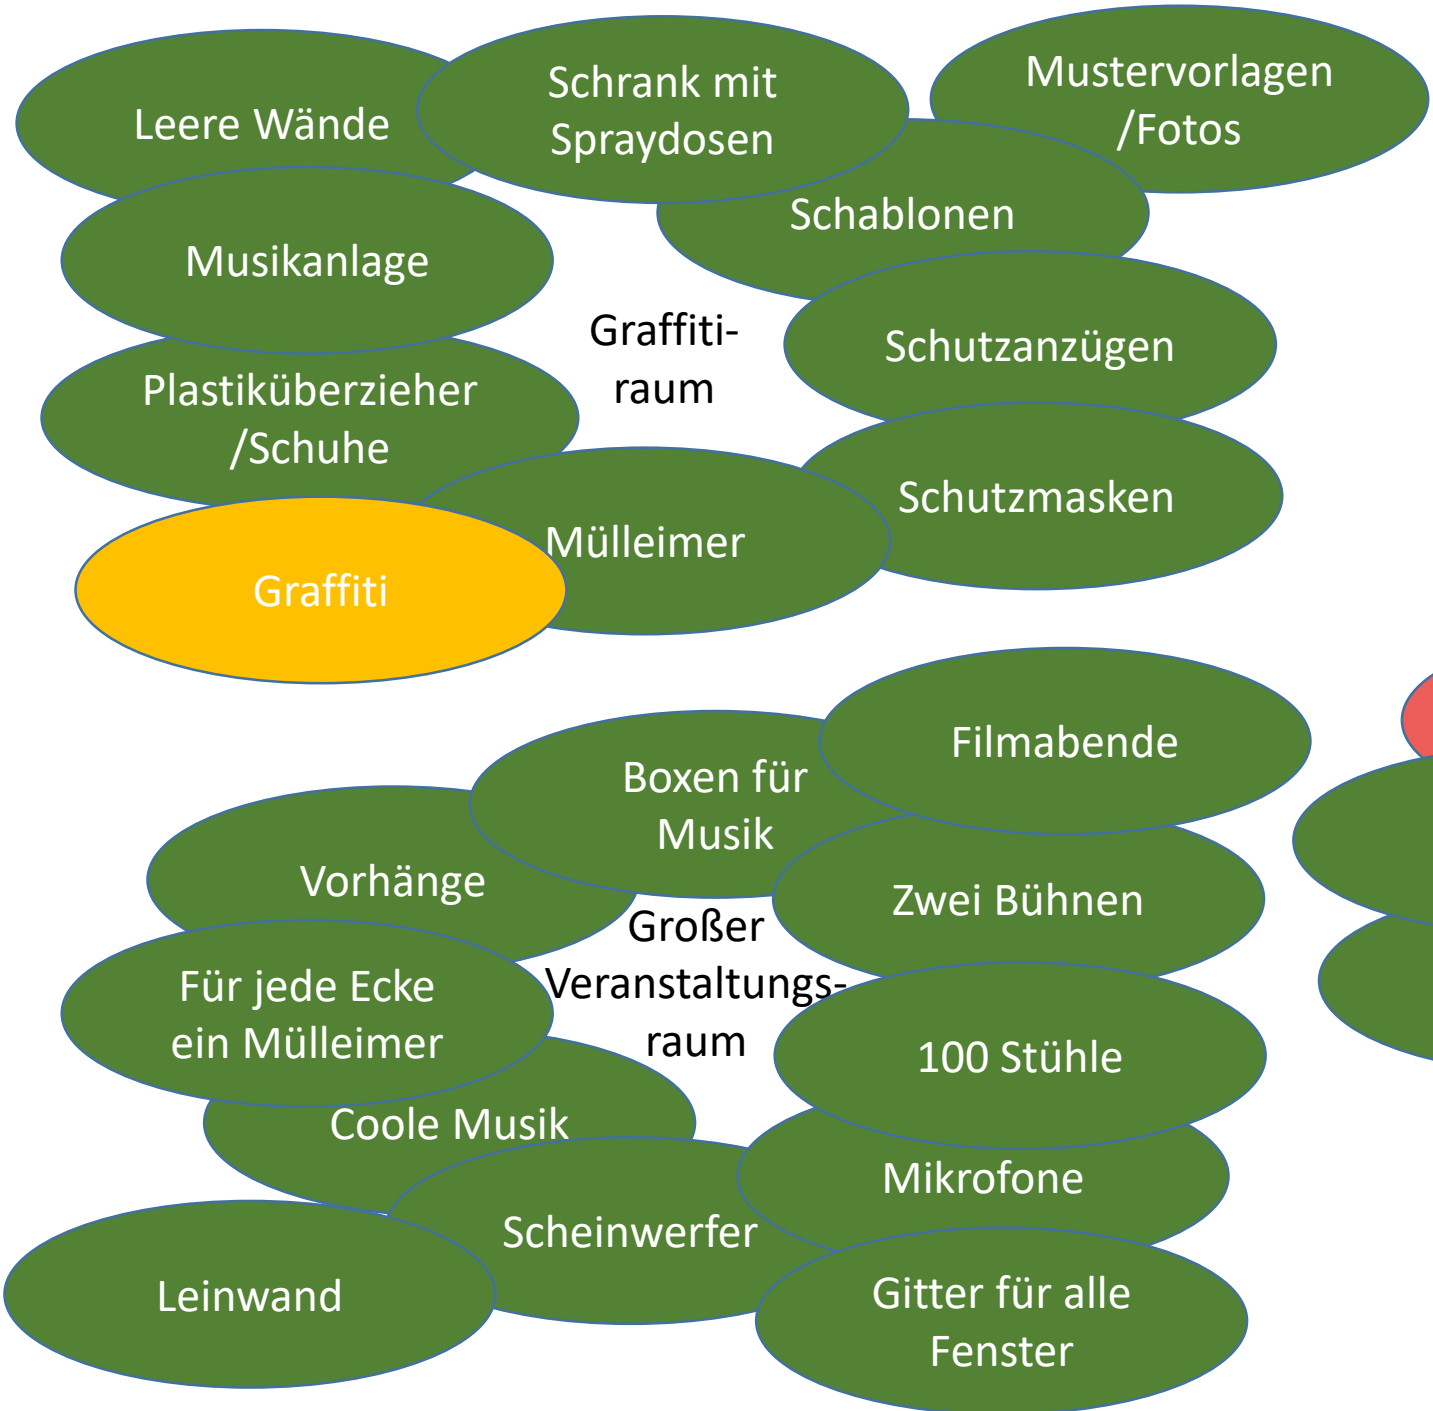 Leere Wände
Schrank mit
Spraydosen
Mustervorlagen
/Fotos
Schablonen
Musikanlage
Graffiti-
raum
Schutzanzügen
Plastiküberzieher
/Schuhe
Schutzmasken
Mülleimer
Graffiti
Filmabende
Boxen für
Musik
Vorhänge
Zwei Bühnen
Großer
Veranstaltungs-
raum
Für jede Ecke
ein Mülleimer
100 Stühle
Coole Musik
Mikrofone
Scheinwerfer
Leinwand
Gitter für alle
Fenster